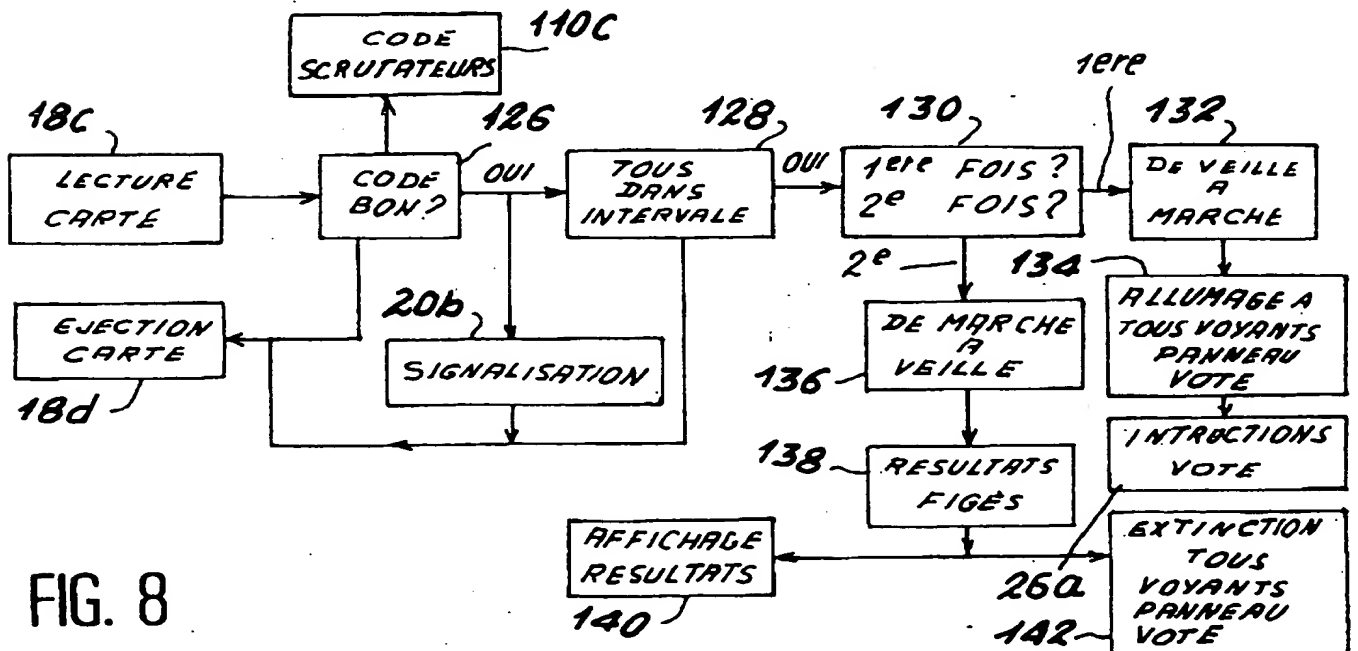 CODE
SCRUTATEURS
110C
1ere
18C
126
128
130
132
LECTURE
CARTE
CODE
BON?
OUI
TOUS
DANS
INTERVALE
OUI
1ere FOIS?
2e FOIS?
DE VEILLE
A
MARCHE
2e
134
EJECTION
CARTE
18d
20b
SIGNALISATION
DE MARCHE
A
VEILLE
136
ALLUMAGE A
TOUS VOYANTS
PANNEAU
VOTE
138
RESULTATS
FIGÉS
INTRUCTIONS
VOTE
26a
AFFICHAGE
RESULTATS
140
EXTINCTION
TOUS
VOYANTS
PANNEAU
VOTE
142
FIG. 8